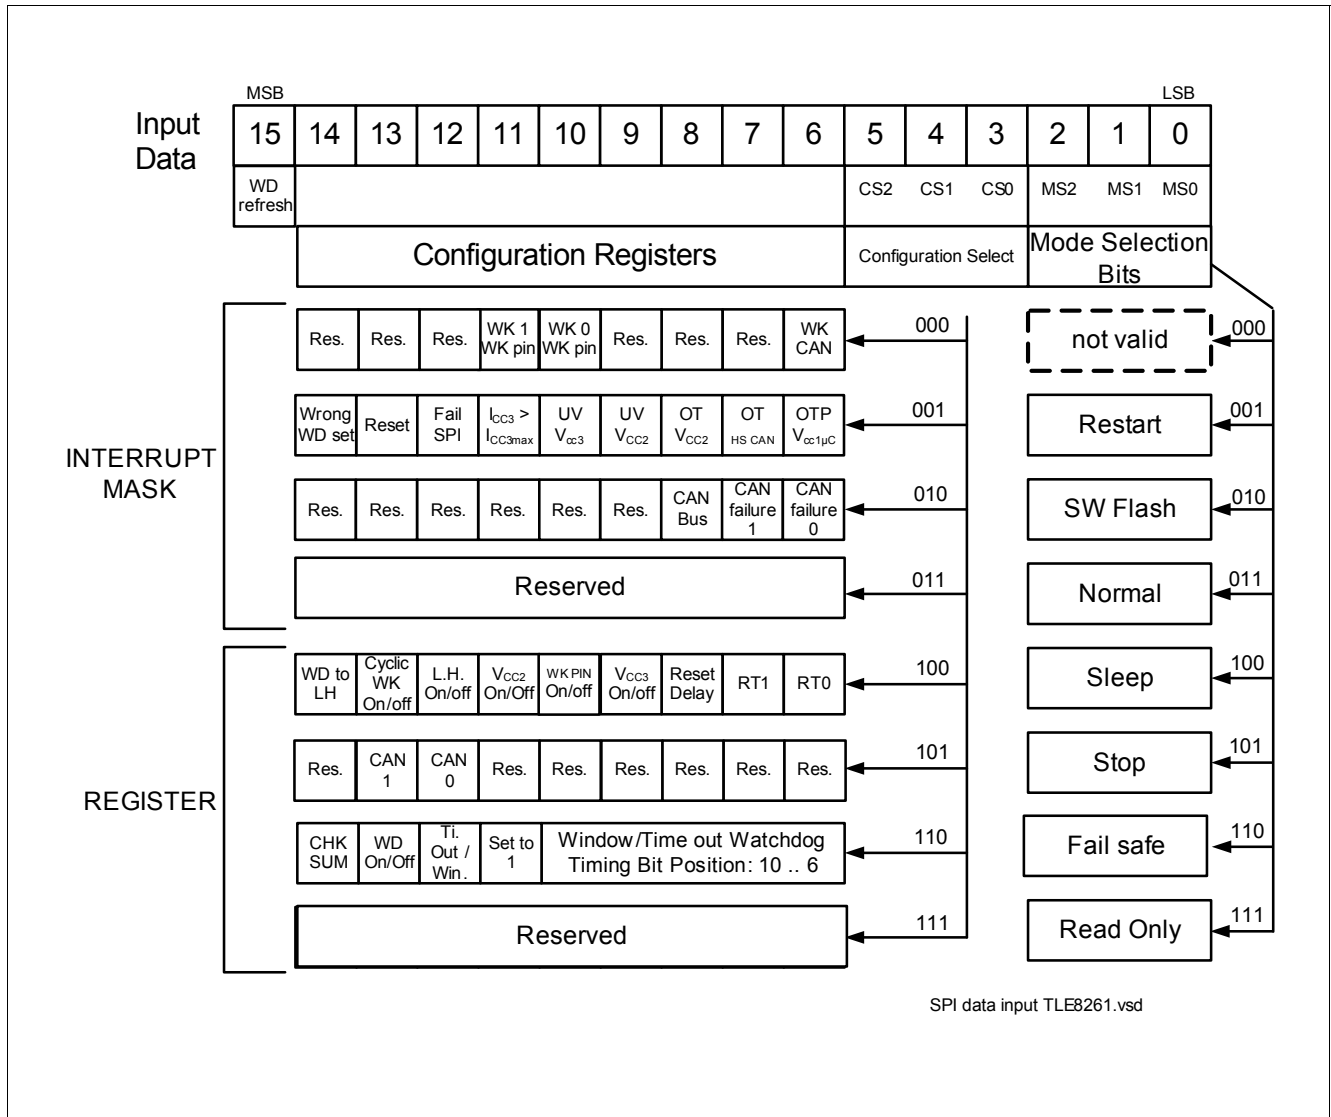 MSB LSB
Input
Data
15 14 13 12 11 10 9 8 7 6 5 4 3 2 1 0
WD
refresh
CS2 CS1 CS0 MS2 MS1 MS0
Configuration Registers
Configuration Select
Mode Selection
Bits
INTERRUPT
MASK
Res. Res. Res. WK 1 WK pin WK 0 WK pin Res. Res. Res. WK CAN 000
Wrong WD set Reset Fail SPI ICC3 > ICC3max UV Vcc3 UV VCC2 OT VCC2 OT HS CAN OTP Vcc1µC 001
Res. Res. Res. Res. Res. Res. CAN Bus CAN failure 1 CAN failure 0 010
Reserved 011
REGISTER
WD to LH Cyclic WK On/off L.H. On/off VCC2 On/Off WK PIN On/off VCC3 On/off Reset Delay RT1 RT0 100
Res. CAN 1 CAN 0 Res. Res. Res. Res. Res. Res. 101
CHK SUM WD On/Off Ti. Out / Win. Set to 1 Window/Time out Watchdog Timing Bit Position: 10 .. 6 110
Reserved 111
not valid 000
Restart 001
SW Flash 010
Normal 011
Sleep 100
Stop 101
Fail safe 110
Read Only 111
SPI data input TLE8261.vsd